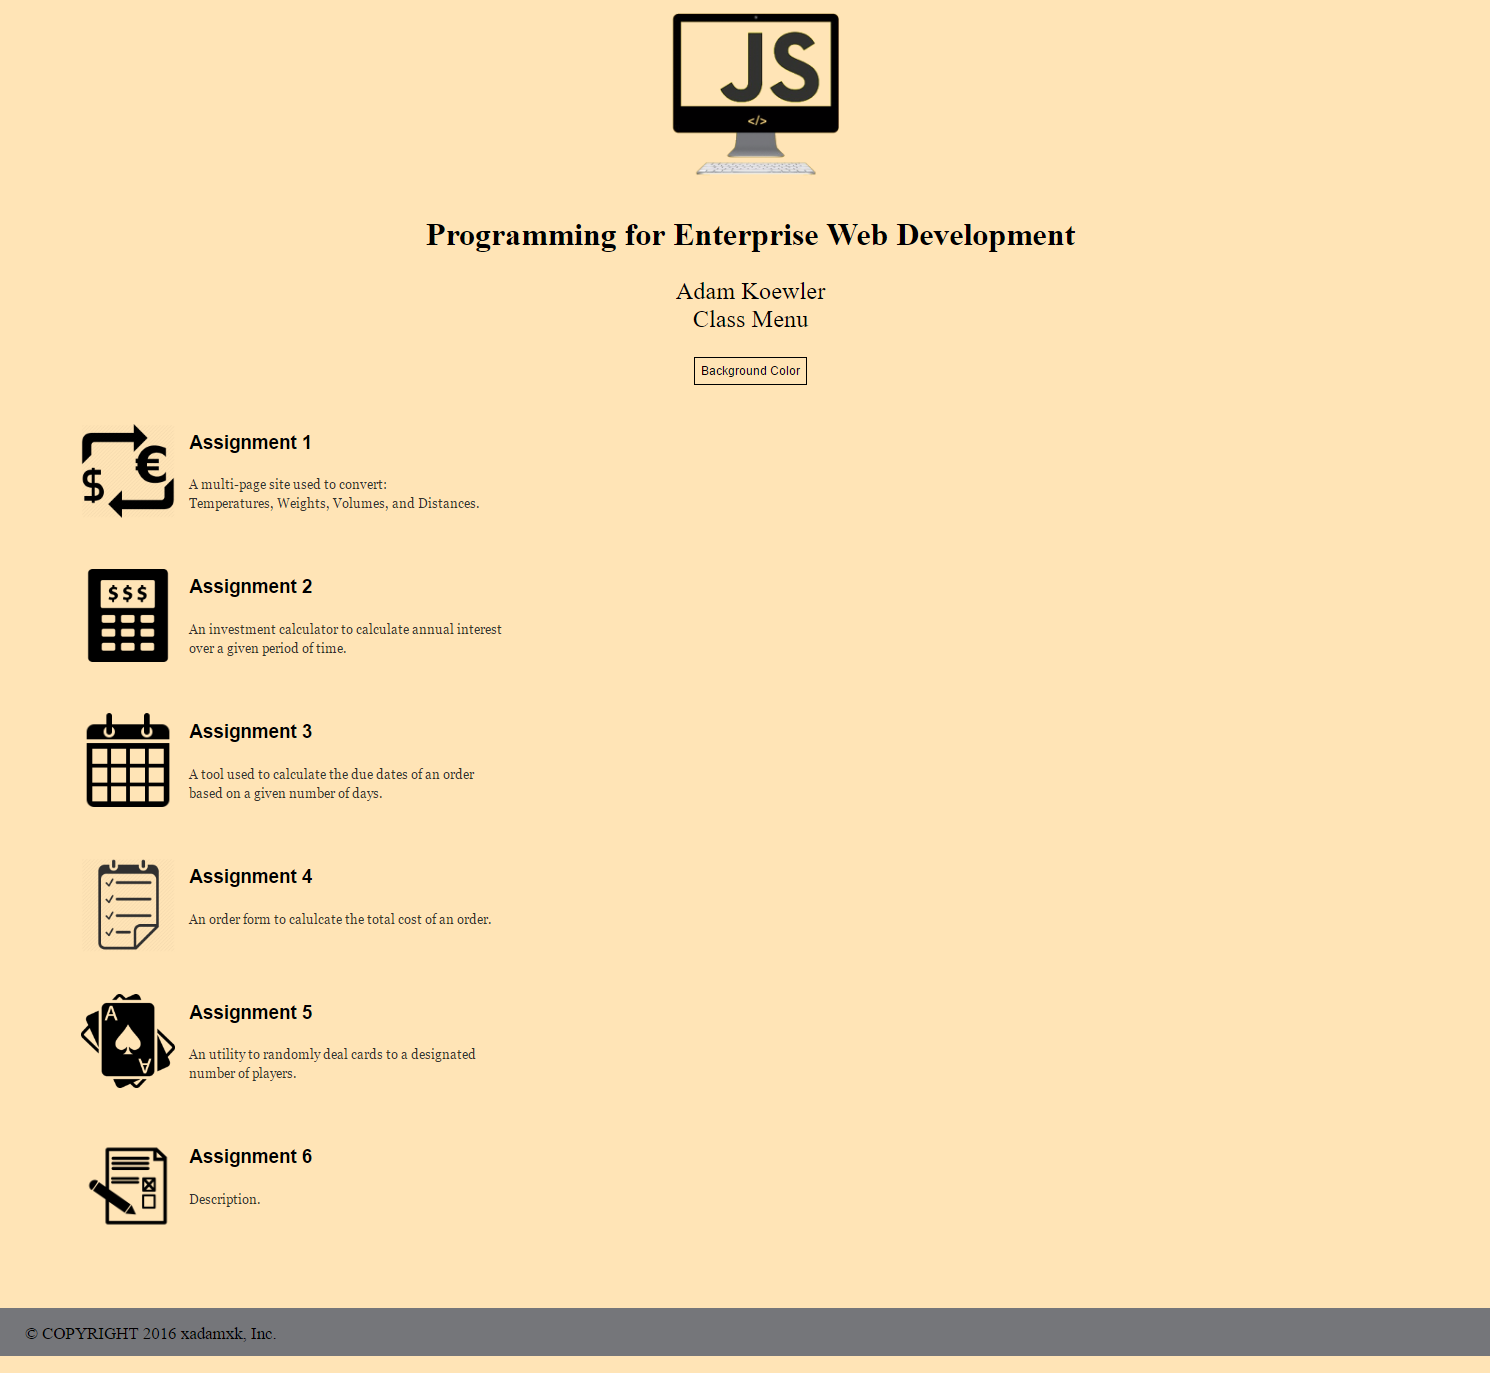 JS
</>
Programming for Enterprise Web Development
Adam Koewler
Class Menu
Background Color
$ €
Assignment 1
A multi-page site used to convert:
Temperatures, Weights, Volumes, and Distances.
$ $ $
Assignment 2
An investment calculator to calculate annual interest
over a given period of time.
Assignment 3
A tool used to calculate the due dates of an order
based on a given number of days.
Assignment 4
An order form to calulcate the total cost of an order.
A
A
Assignment 5
An utility to randomly deal cards to a designated
number of players.
Assignment 6
Description.
© COPYRIGHT 2016 xadamxk, Inc.